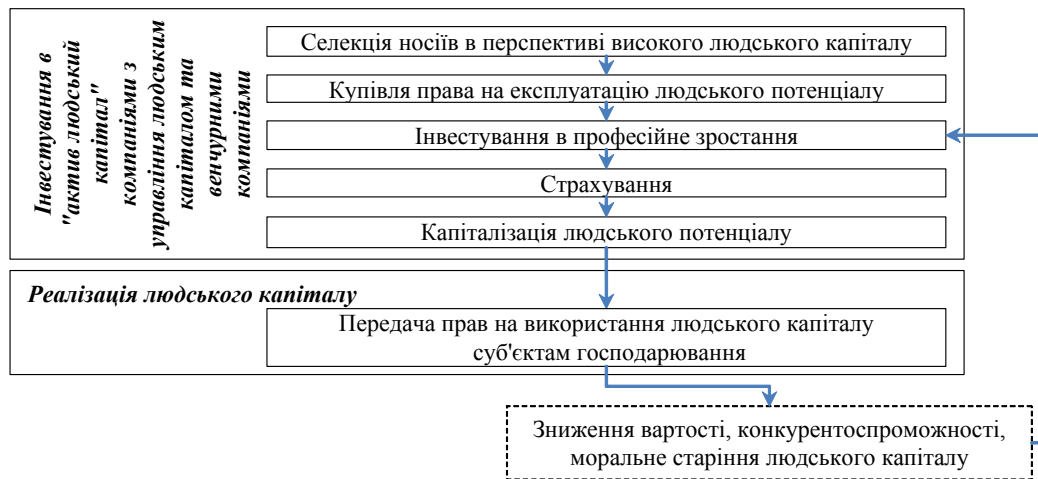 Інвестування в
"актив людський
капітал"
компаніями з
управління людським
капіталом та
венчурними
компаніями
Селекція носіїв в перспективі високого людського капіталу
Купівля права на експлуатацію людського потенціалу
Інвестування в професійне зростання
Страхування
Капіталізація людського потенціалу
Реалізація людського капіталу
Передача прав на використання людського капіталу
суб'єктам господарювання
Зниження вартості, конкурентоспроможності,
моральне старіння людського капіталу